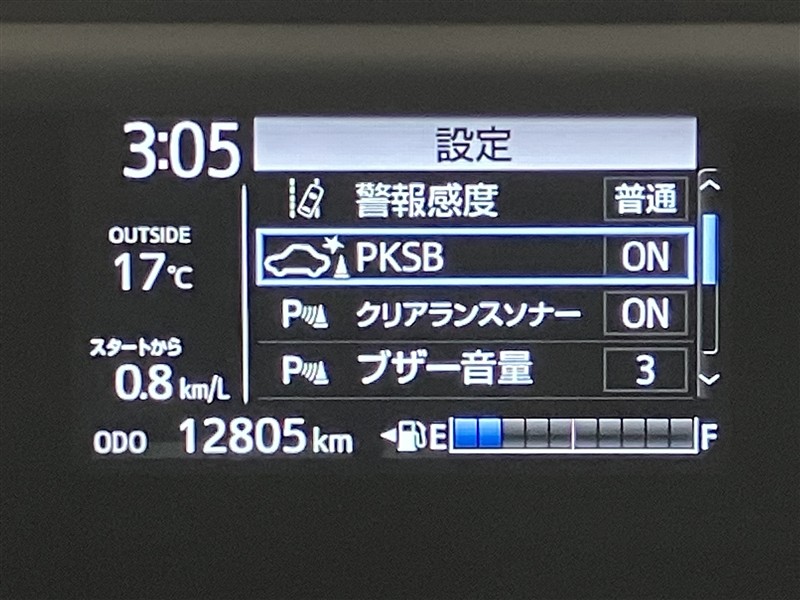 3:05
設定
警報感度 普通
OUTSIDE
17℃
PKSB ON
P クリアランスソナー ON
スタートから
0.8 km/L
P ブザー音量 3
ODO 12805 km
E F